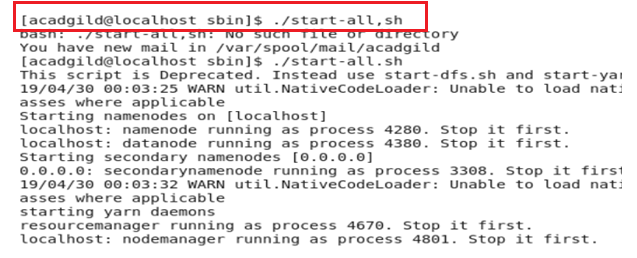 [acadgild@localhost sbin]$ ./start-all,sh
bash: ./start-all,sh: No such file or directory
You have new mail in /var/spool/mail/acadgild
[acadgild@localhost sbin]$ ./start-all.sh
This script is Deprecated. Instead use start-dfs.sh and start-yar
19/04/30 00:03:25 WARN util.NativeCodeLoader: Unable to load nati
asses where applicable
Starting namenodes on [localhost]
localhost: namenode running as process 4280. Stop it first.
localhost: datanode running as process 4380. Stop it first.
Starting secondary namenodes [0.0.0.0]
0.0.0.0: secondarynamenode running as process 3308. Stop it first
19/04/30 00:03:32 WARN util.NativeCodeLoader: Unable to load nati
asses where applicable
starting yarn daemons
resourcemanager running as process 4670. Stop it first.
localhost: nodemanager running as process 4801. Stop it first.